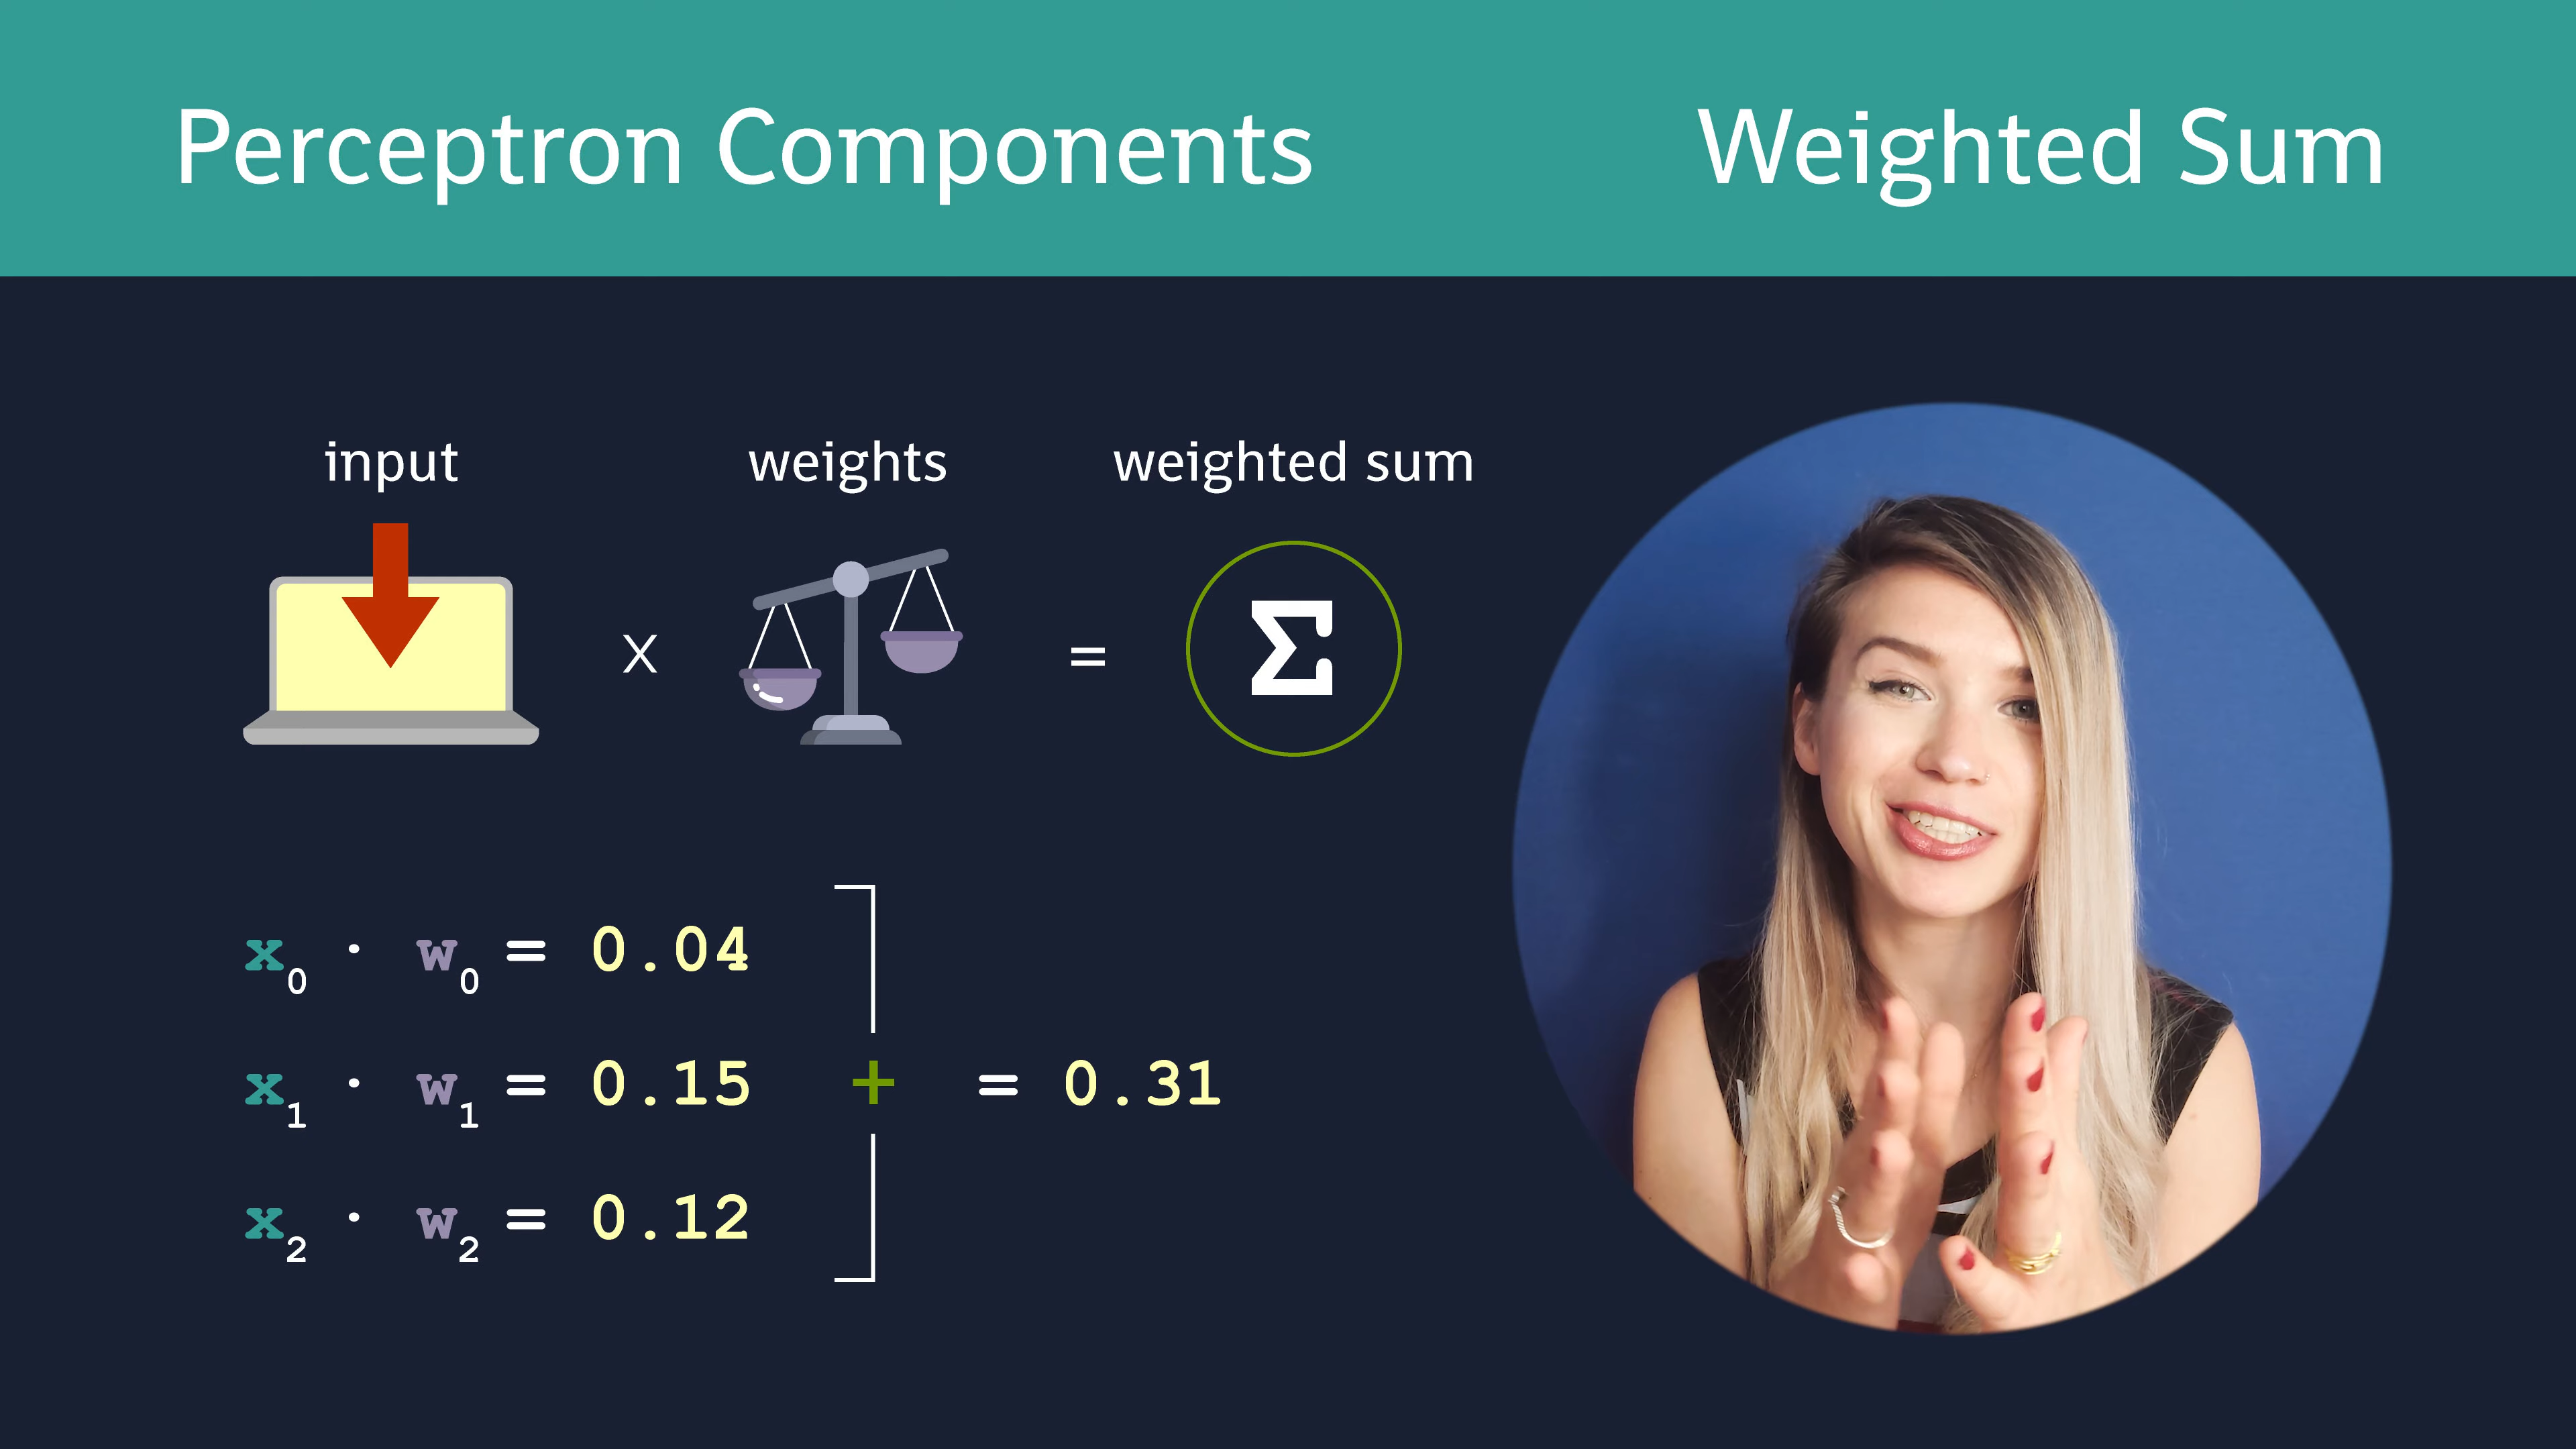 Perceptron Components
Weighted Sum
input
weights
weighted sum
x
=
Σ
x₀ · w₀ = 0.04
x₁ · w₁ = 0.15 + = 0.31
x₂ · w₂ = 0.12